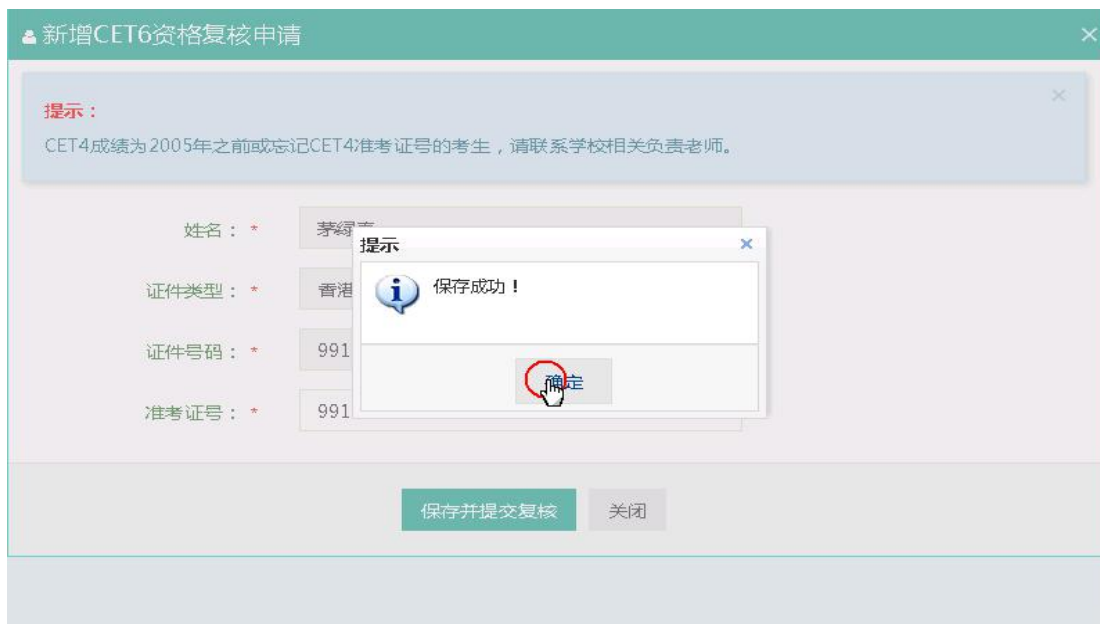 新增CET6资格复核申请
提示：
CET4成绩为2005年之前或忘记CET4准考证号的考生，请联系学校相关负责老师。
姓名： *
提示
保存成功！
证件类型： * 香港
证件号码： * 991
确定
准考证号： * 991
保存并提交复核 关闭